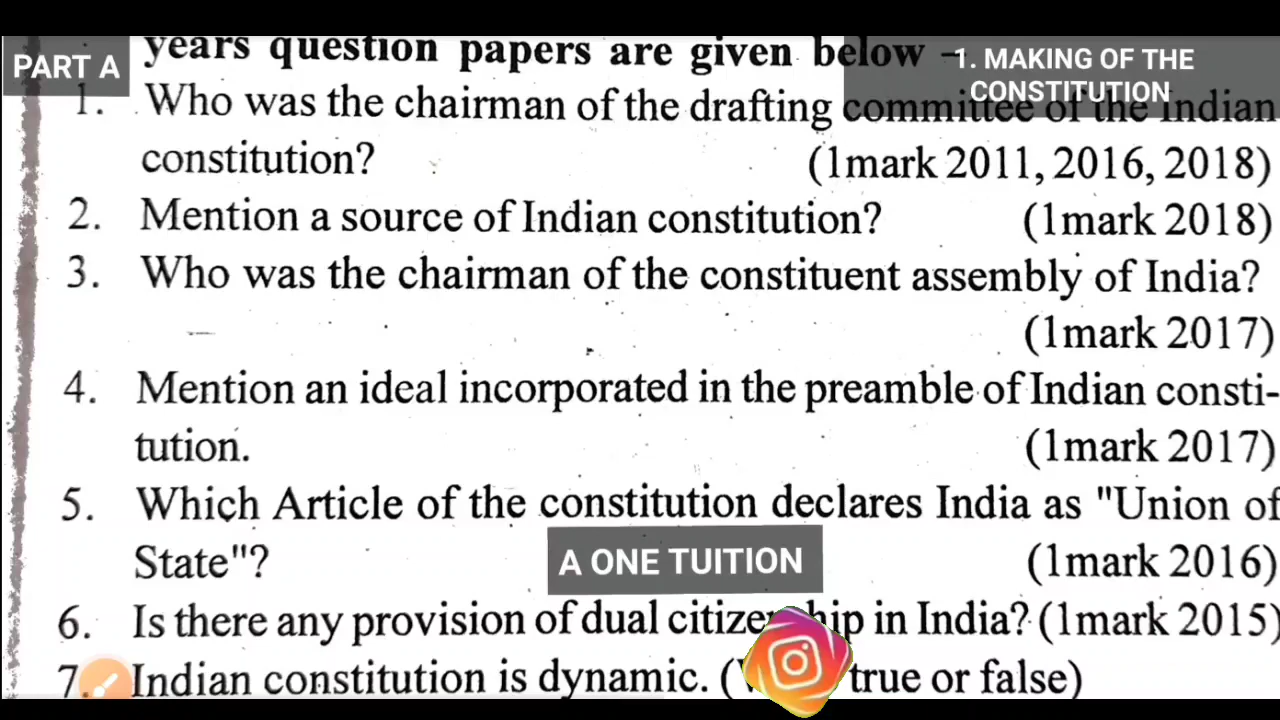 years question papers are given below –
PART A
1. MAKING OF THE
CONSTITUTION
1. Who was the chairman of the drafting committee of the Indian
constitution? (1mark 2011, 2016, 2018)
2. Mention a source of Indian constitution? (1mark 2018)
3. Who was the chairman of the constituent assembly of India?
(1mark 2017)
4. Mention an ideal incorporated in the preamble of Indian consti-
tution. (1mark 2017)
5. Which Article of the constitution declares India as "Union of
State"? (1mark 2016)
A ONE TUITION
6. Is there any provision of dual citizenship in India? (1mark 2015)
7. Indian constitution is dynamic. ( true or false)